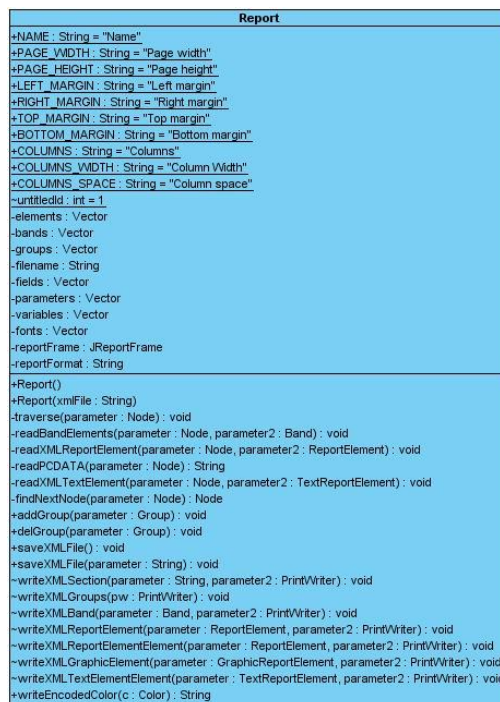 Report
+NAME : String = "Name"
+PAGE_WIDTH : String = "Page width"
+PAGE_HEIGHT : String = "Page height"
+LEFT_MARGIN : String = "Left margin"
+RIGHT_MARGIN : String = "Right margin"
+TOP_MARGIN : String = "Top margin"
+BOTTOM_MARGIN : String = "Bottom margin"
+COLUMNS : String = "Columns"
+COLUMNS_WIDTH : String = "Column Width"
+COLUMNS_SPACE : String = "Column space"
~untitledId : int = 1
-elements : Vector
-bands : Vector
-groups : Vector
-filename : String
-fields : Vector
-parameters : Vector
-variables : Vector
-fonts : Vector
-reportFrame : JReportFrame
-reportFormat : String
+Report()
+Report(xmlFile : String)
-traverse(parameter : Node) : void
-readBandElements(parameter : Node, parameter2 : Band) : void
-readXMLReportElement(parameter : Node, parameter2 : ReportElement) : void
-readPCDATA(parameter : Node) : String
-readXMLTextElement(parameter : Node, parameter2 : TextReportElement) : void
-findNextNode(parameter : Node) : Node
+addGroup(parameter : Group) : void
+delGroup(parameter : Group) : void
+saveXMLFile() : void
+saveXMLFile(parameter : String) : void
~writeXMLSection(parameter : String, parameter2 : PrintWriter) : void
~writeXMLGroups(pw : PrintWriter) : void
~writeXMLBand(parameter : Band, parameter2 : PrintWriter) : void
~writeXMLReportElement(parameter : ReportElement, parameter2 : PrintWriter) : void
~writeXMLReportElementElement(parameter : ReportElement, parameter2 : PrintWriter) : void
~writeXMLGraphicElement(parameter : GraphicReportElement, parameter2 : PrintWriter) : void
~writeXMLTextElementElement(parameter : TextReportElement, parameter2 : PrintWriter) : void
+writeEncodedColor(c : Color) : String